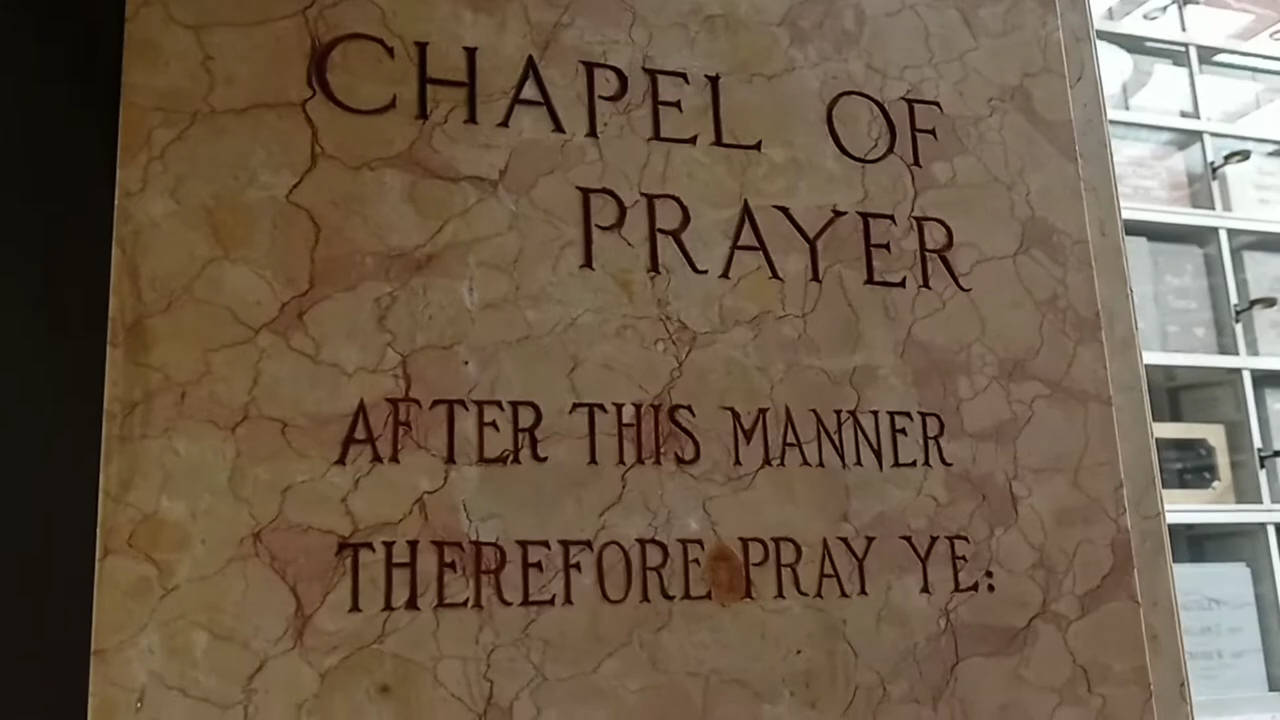 CHAPEL OF
PRAYER
AFTER THIS MANNER
THEREFORE PRAY YE: